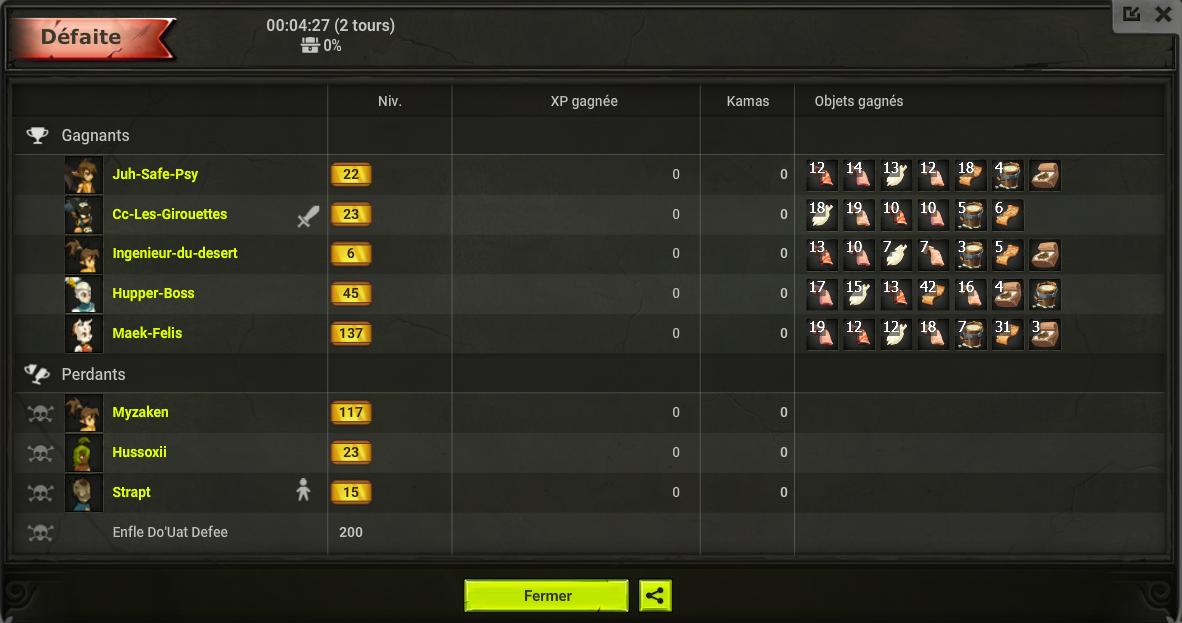 Défaite
00:04:27 (2 tours)
0%
Niv. XP gagnée Kamas Objets gagnés
Gagnants
Juh-Safe-Psy 22 0 0 12 14 13 12 18 4
Cc-Les-Girouettes 23 0 0 18 19 10 10 5 6
Ingenieur-du-desert 6 0 0 13 10 7 7 3 5
Hupper-Boss 45 0 0 17 15 13 42 16 4
Maek-Felis 137 0 0 19 12 12 18 7 31 3
Perdants
Myzaken 117 0 0
Hussoxii 23 0 0
Strapt 15 0 0
Enfle Do'Uat Defee 200
Fermer